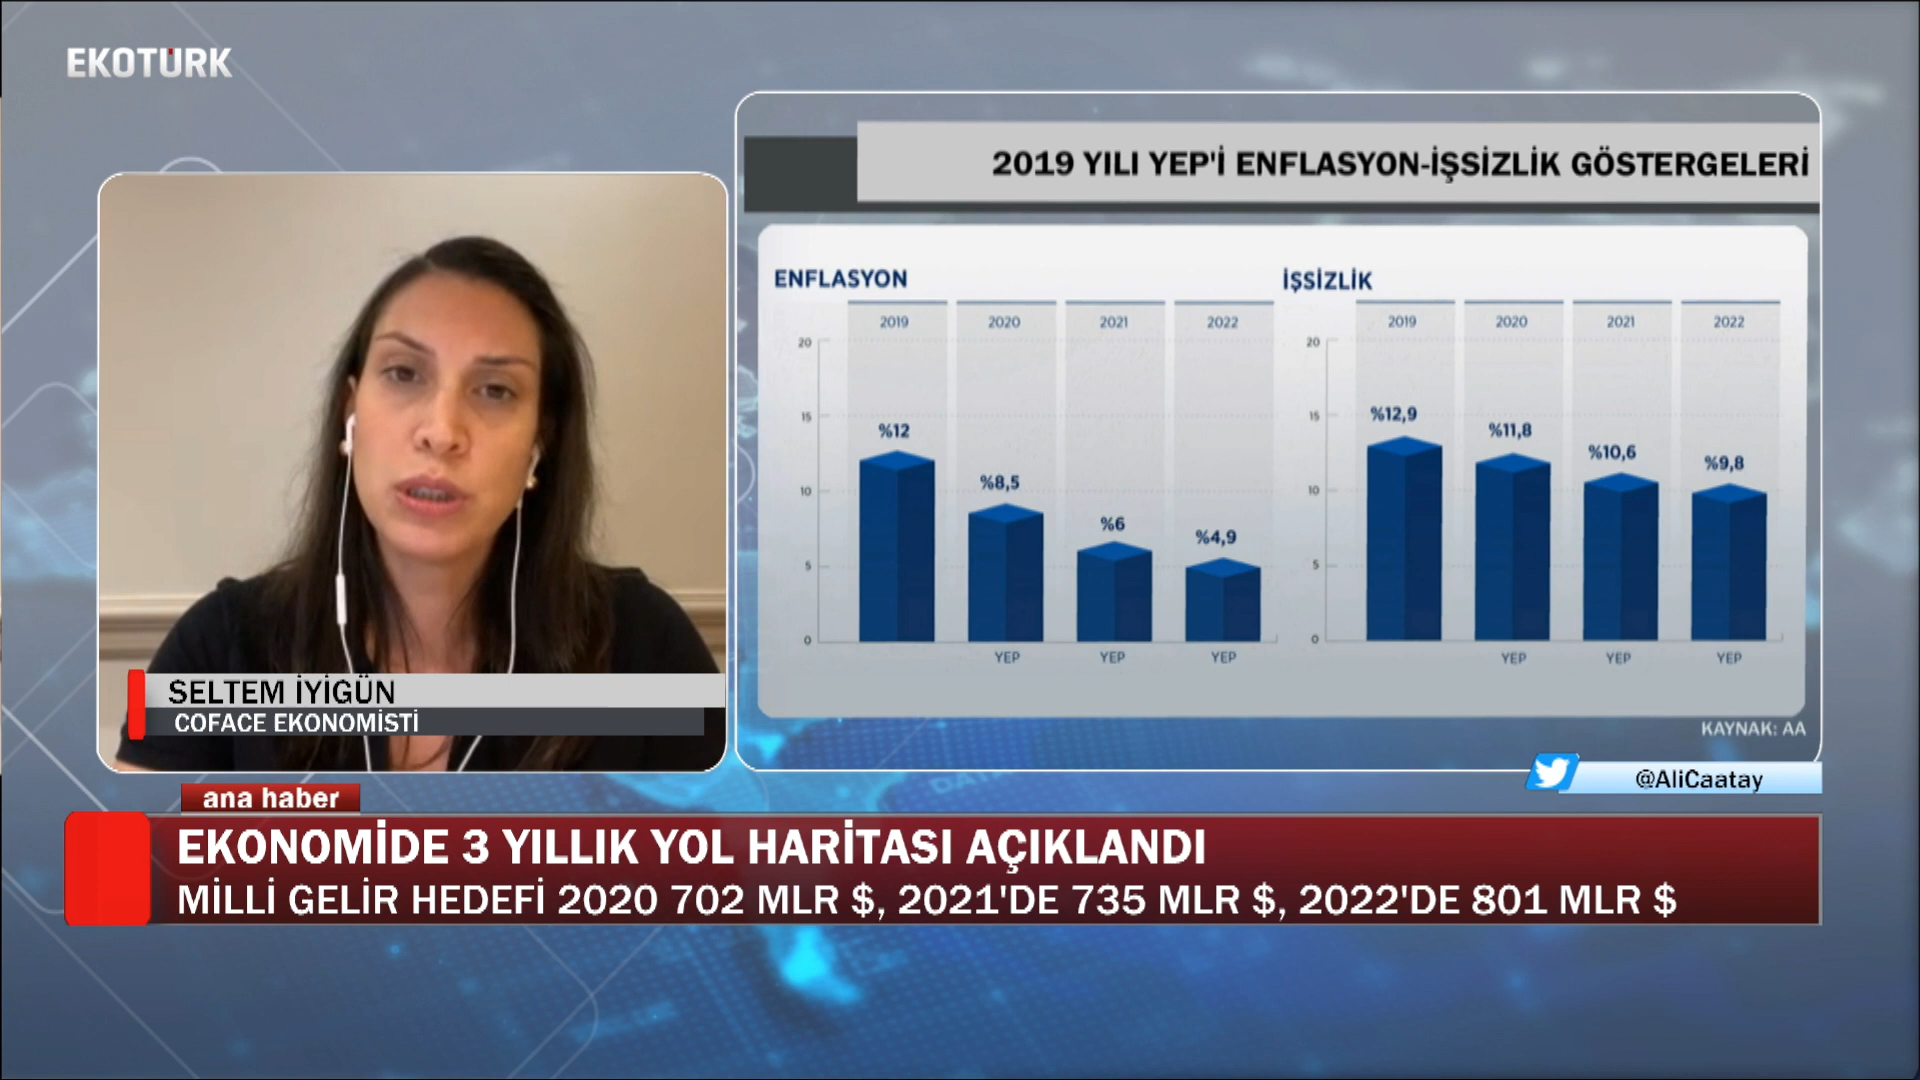 EKOTÜRK
2019 YILI YEP'İ ENFLASYON-İŞSİZLİK GÖSTERGELERİ
ENFLASYON
2019 2020 2021 2022
20
15
10
5
0
%12
%8,5
%6
%4,9
YEP YEP YEP
İŞSİZLİK
2019 2020 2021 2022
20
15
10
5
0
%12,9
%11,8
%10,6
%9,8
YEP YEP YEP
KAYNAK: AA
SELTEM İYİGÜN
COFACE EKONOMİSTİ
@AliCaatay
ana haber
EKONOMİDE 3 YILLIK YOL HARİTASI AÇIKLANDI
MİLLİ GELİR HEDEFİ 2020 702 MLR $, 2021'DE 735 MLR $, 2022'DE 801 MLR $